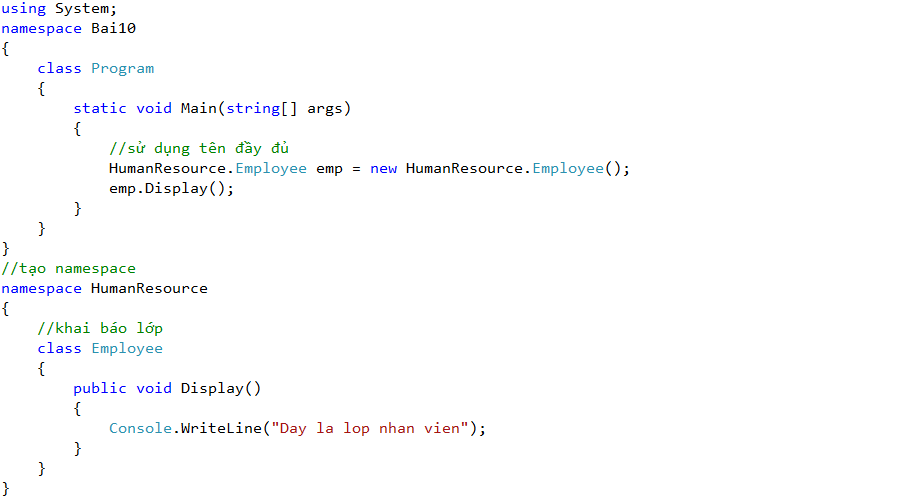 using System;
namespace Bai10
{
    class Program
    {
        static void Main(string[] args)
        {
            //sử dụng tên đầy đủ
            HumanResource.Employee emp = new HumanResource.Employee();
            emp.Display();
        }
    }
}
//tạo namespace
namespace HumanResource
{
    //khai báo lớp
    class Employee
    {
        public void Display()
        {
            Console.WriteLine("Day la lop nhan vien");
        }
    }
}